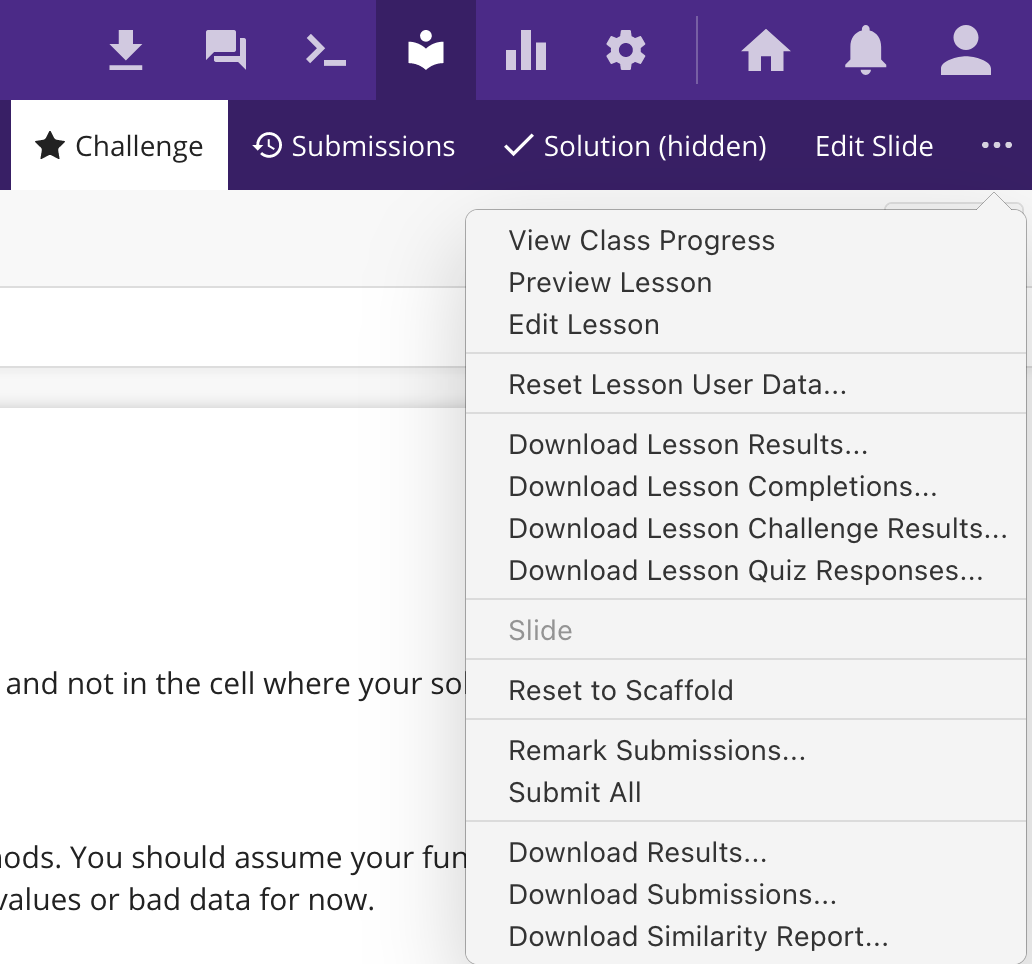 Challenge
Submissions
Solution (hidden)
Edit Slide
View Class Progress
Preview Lesson
Edit Lesson
Reset Lesson User Data...
Download Lesson Results...
Download Lesson Completions...
Download Lesson Challenge Results...
Download Lesson Quiz Responses...
Slide
Reset to Scaffold
Remark Submissions...
Submit All
Download Results...
Download Submissions...
Download Similarity Report...
and not in the cell where your
You should assume your
values or bad data for now.